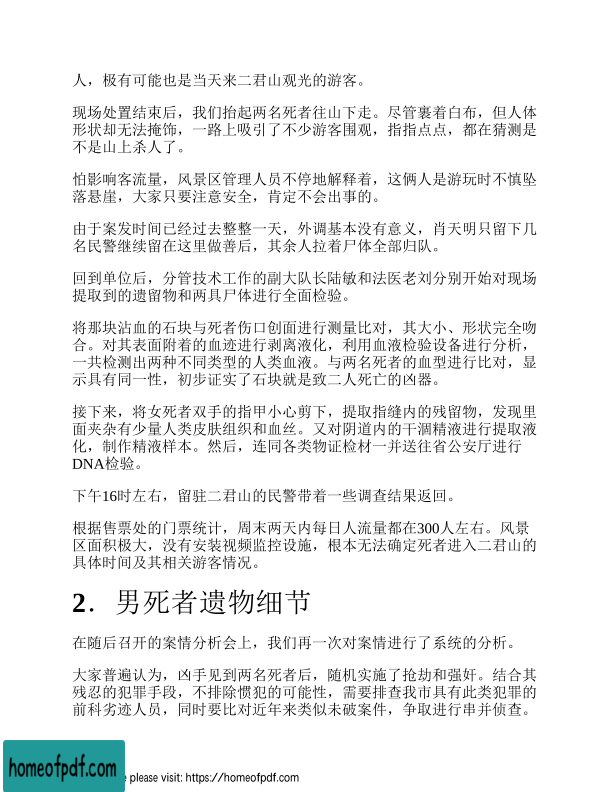 人，极有可能也是当天来二君山观光的游客。
现场处置结束后，我们抬起两名死者往山下走。尽管裹着白布，但人体
形状却无法掩饰，一路上吸引了不少游客围观，指指点点，都在猜测是
不是山上杀人了。
怕影响客流量，风景区管理人员不停地解释着，这俩人是游玩时不慎坠
落悬崖，大家只要注意安全，肯定不会出事的。
由于案发时间已经过去整整一天，外调基本没有意义，肖天明只留下几
名民警继续留在这里做善后，其余人拉着尸体全部归队。
回到单位后，分管技术工作的副大队长陆敏和法医老刘分别开始对现场
提取到的遗留物和两具尸体进行全面检验。
将那块沾血的石块与死者伤口创面进行测量比对，其大小、形状完全吻
合。对其表面附着的血迹进行剥离液化，利用血液检验设备进行分析，
一共检测出两种不同类型的人类血液。与两名死者的血型进行比对，显
示具有同一性，初步证实了石块就是致二人死亡的凶器。
接下来，将女死者双手的指甲小心剪下，提取指缝内的残留物，发现里
面夹杂有少量人类皮肤组织和血丝。又对阴道内的干涸精液进行提取液
化，制作精液样本。然后，连同各类物证检材一并送往省公安厅进行
DNA检验。
下午16时左右，留驻二君山的民警带着一些调查结果返回。
根据售票处的门票统计，周末两天内每日人流量都在300人左右。风景
区面积极大，没有安装视频监控设施，根本无法确定死者进入二君山的
具体时间及其相关游客情况。
2．男死者遗物细节
在随后召开的案情分析会上，我们再一次对案情进行了系统的分析。
大家普遍认为，凶手见到两名死者后，随机实施了抢劫和强奸。结合其
残忍的犯罪手段，不排除惯犯的可能性，需要排查我市具有此类犯罪的
前科劣迹人员，同时要比对近年来类似未破案件，争取进行串并侦查。
homeofpdf.com
e please visit: https://homeofpdf.com